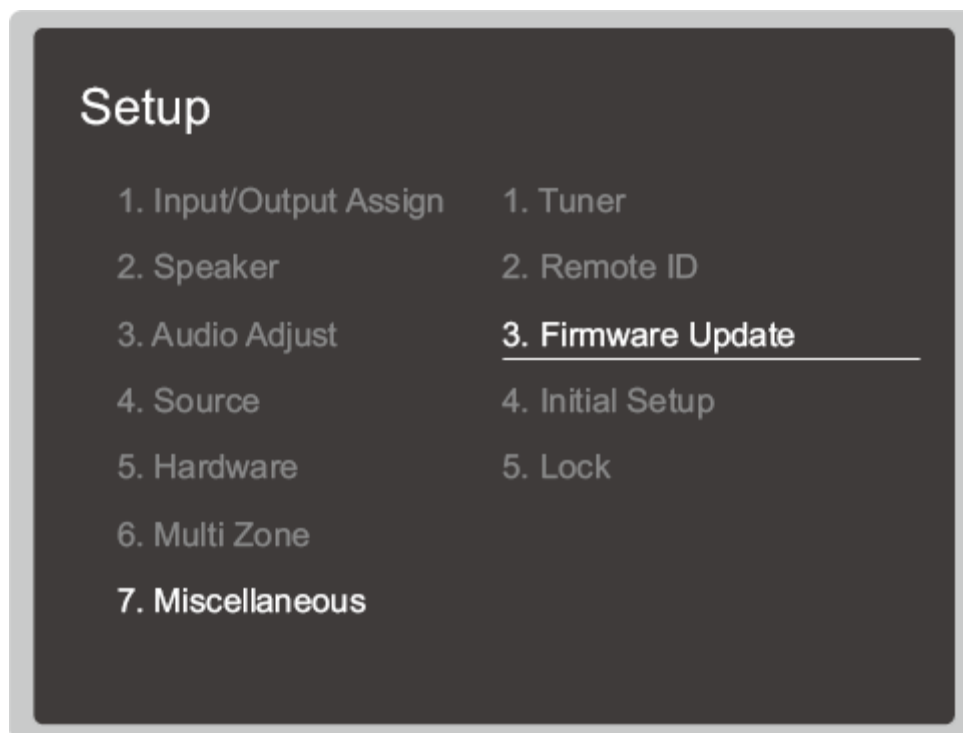 Setup
1. Input/Output Assign
2. Speaker
3. Audio Adjust
4. Source
5. Hardware
6. Multi Zone
7. Miscellaneous
1. Tuner
2. Remote ID
3. Firmware Update
4. Initial Setup
5. Lock